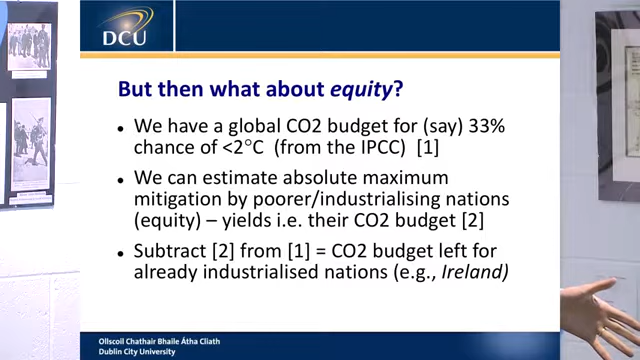 DCU
But then what about equity?
• We have a global CO2 budget for (say) 33%
chance of <2°C (from the IPCC) [1]
• We can estimate absolute maximum
mitigation by poorer/industrialising nations
(equity) – yields i.e. their CO2 budget [2]
• Subtract [2] from [1] = CO2 budget left for
already industrialised nations (e.g., Ireland)
Ollscoil Chathair Bhaile Átha Cliath
Dublin City University